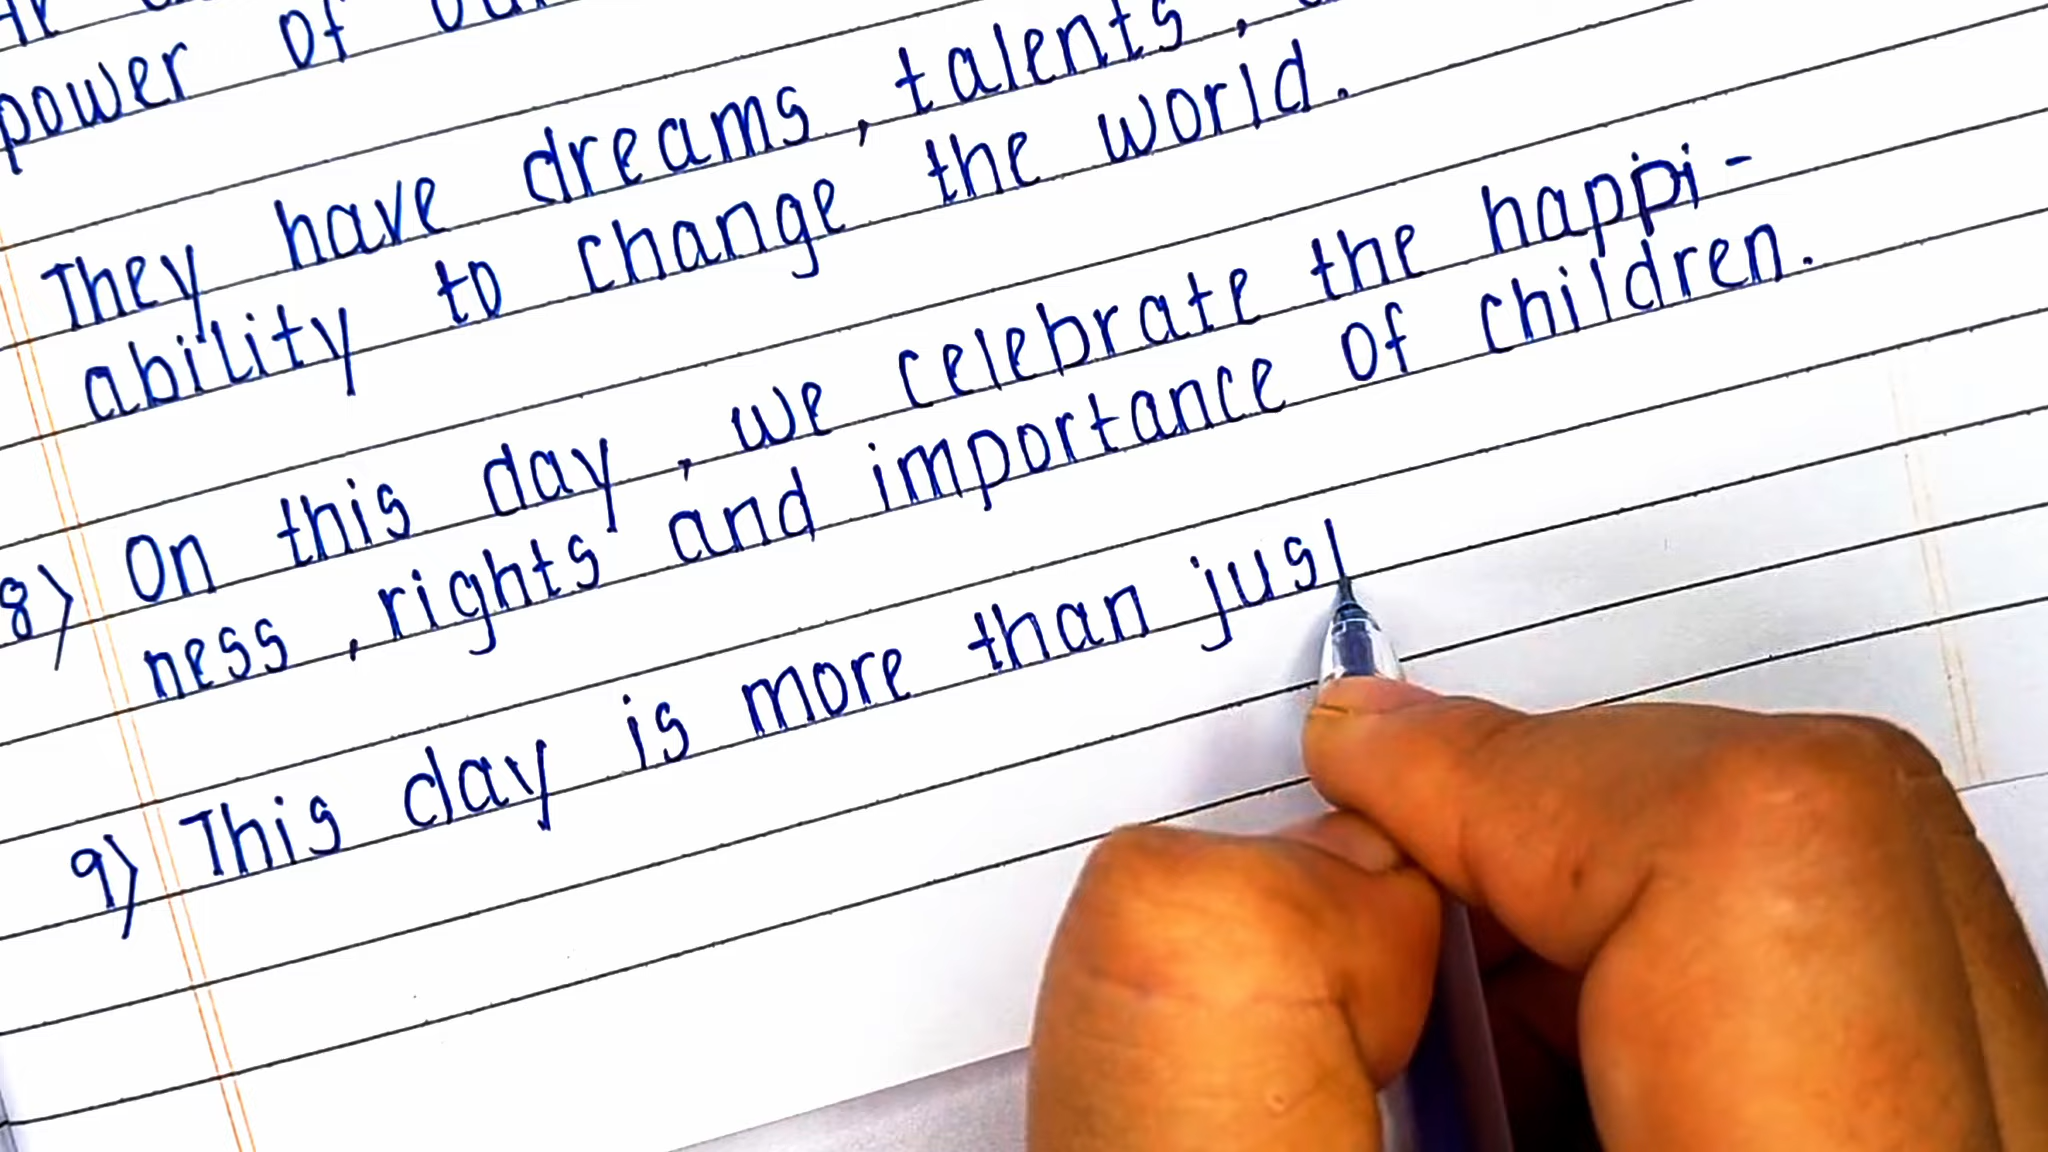 power of
They have dreams, talents,
ability to change the world.
8) On this day, we celebrate the happi-
ness, rights and importance of children.
9) This day is more than jus